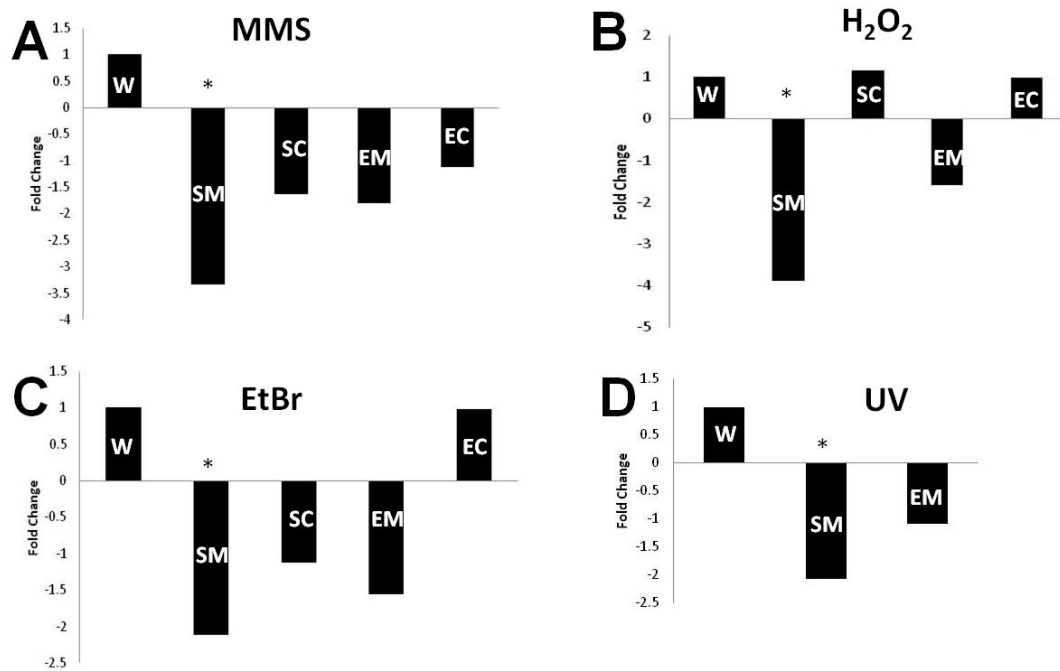 A
MMS
Fold Change
1.5
1
0.5
0
-0.5
-1
-1.5
-2
-2.5
-3
-3.5
-4
W
*
SM
SC
EM
EC
B
H₂O₂
Fold Change
2
1
0
-1
-2
-3
-4
-5
W
*
SM
SC
EM
EC
C
EtBr
Fold Change
1.5
1
0.5
0
-0.5
-1
-1.5
-2
-2.5
W
*
SM
SC
EM
EC
D
UV
Fold Change
1.5
1
0.5
0
-0.5
-1
-1.5
-2
-2.5
W
*
SM
EM